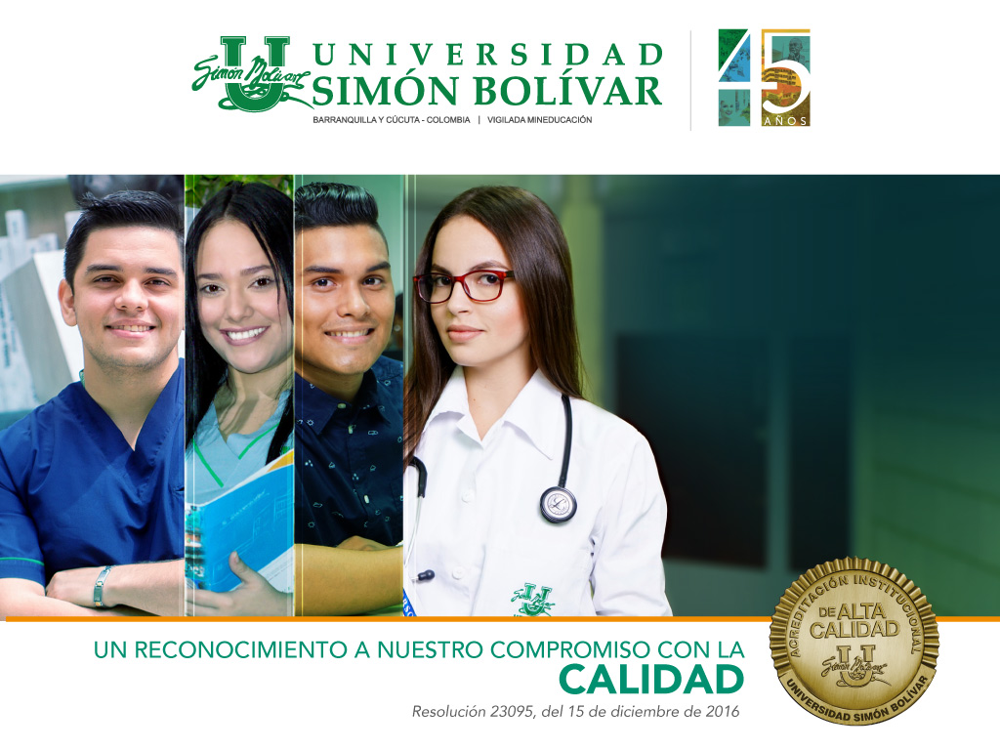 Simón Bolívar
U
UNIVERSIDAD
SIMÓN BOLÍVAR
BARRANQUILLA Y CÚCUTA - COLOMBIA | VIGILADA MINEDUCACIÓN
45
AÑOS
UN RECONOCIMIENTO A NUESTRO COMPROMISO CON LA
CALIDAD
Resolución 23095, del 15 de diciembre de 2016
ACREDITACIÓN INSTITUCIONAL
DE ALTA
CALIDAD
U
Simón Bolívar
UNIVERSIDAD SIMÓN BOLÍVAR